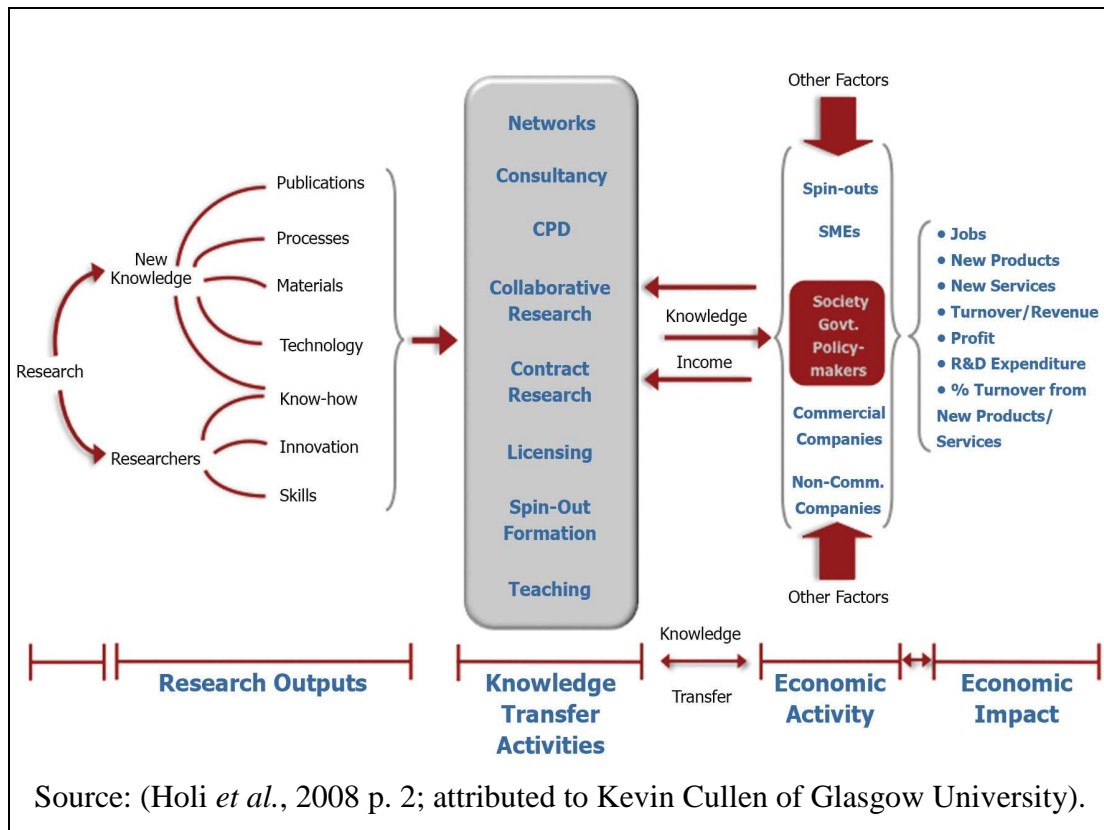 Other Factors
Networks
Consultancy
CPD
Collaborative
Research
Contract
Research
Licensing
Spin-Out
Formation
Teaching
Publications
Processes
New
Knowledge
Materials
Technology
Research
Know-how
Researchers
Innovation
Skills
Knowledge
Income
Spin-outs
SMEs
Society
Govt.
Policy-
makers
Commercial
Companies
Non-Comm.
Companies
Other Factors
• Jobs
• New Products
• New Services
• Turnover/Revenue
• Profit
• R&D Expenditure
• % Turnover from
New Products/
Services
Research Outputs
Knowledge
Transfer
Activities
Knowledge
Transfer
Economic
Activity
Economic
Impact
Source: (Holi et al., 2008 p. 2; attributed to Kevin Cullen of Glasgow University).